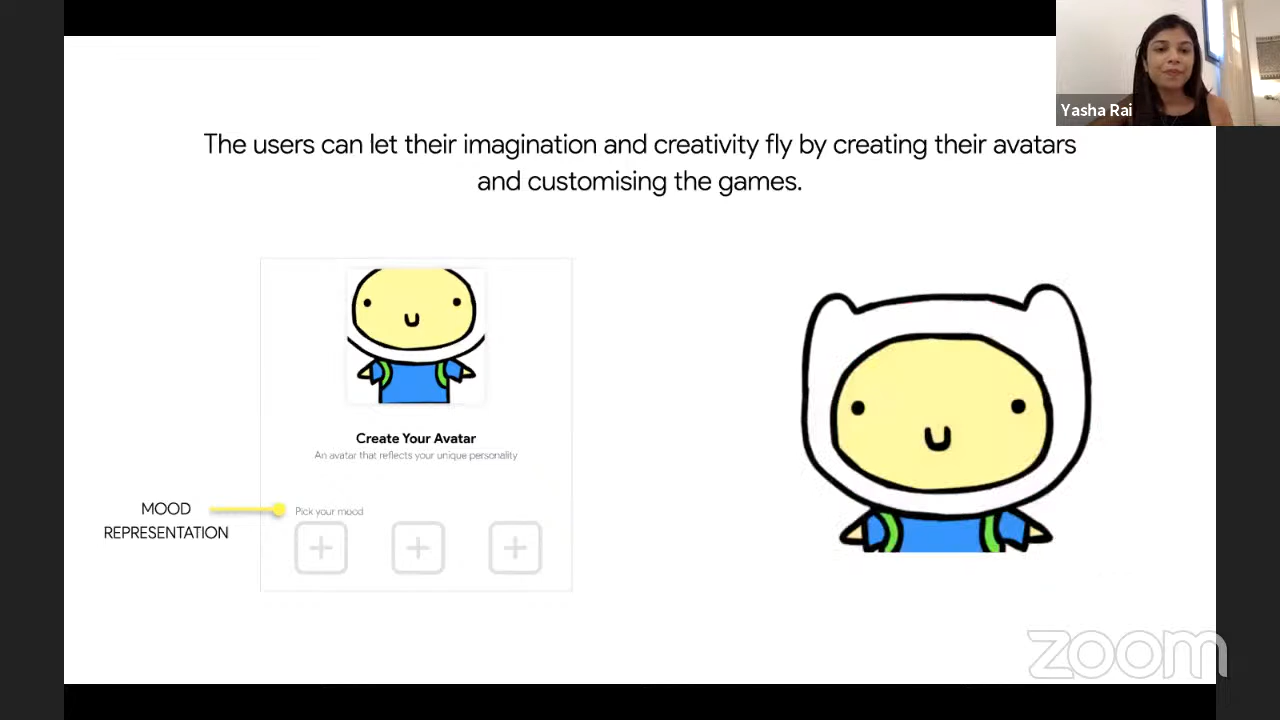 Yasha Rai
The users can let their imagination and creativity fly by creating their avatars
and customising the games.
Create Your Avatar
An avatar that reflects your unique personality
MOOD
REPRESENTATION
Pick your mood
zoom